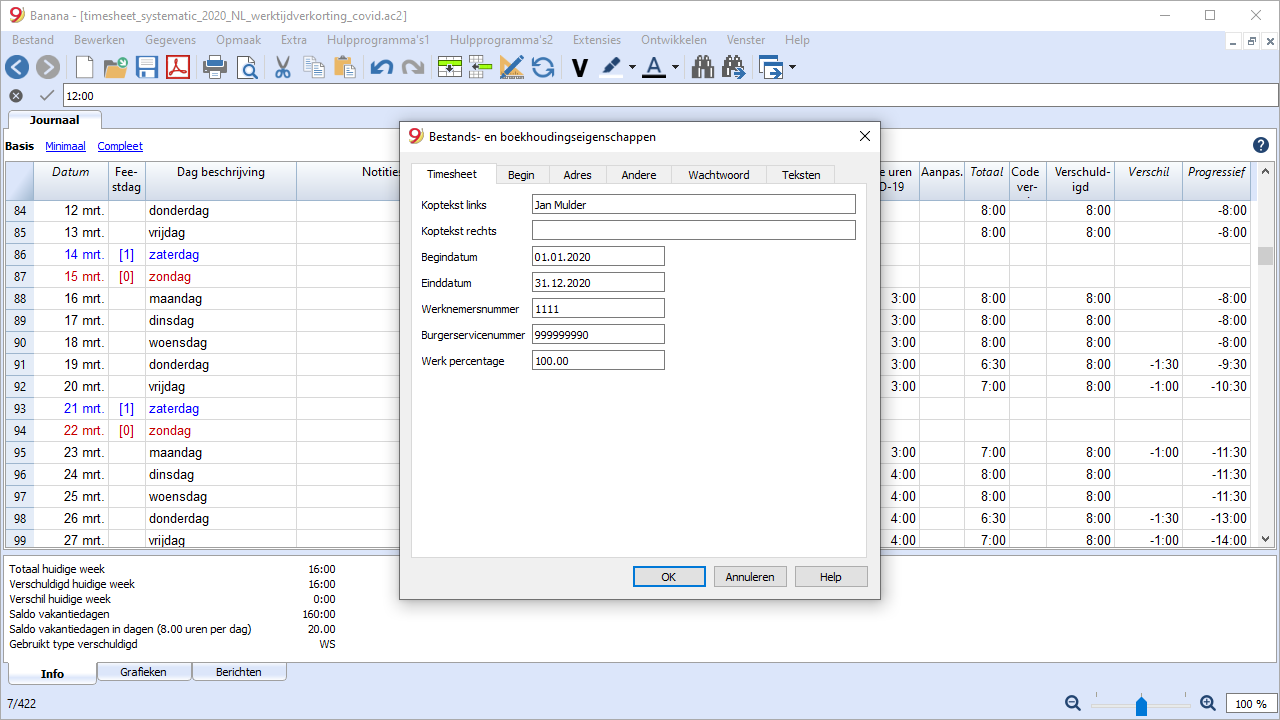 Banana - [timesheet_systematic_2020_NL_werktijdverkorting_covid.ac2]
Bestand Bewerken Gegevens Opmaak Extra Hulpprogramma's1 Hulpprogramma's2 Extensies Ontwikkelen Venster Help
12:00
Journaal
Basis Minimaal Compleet
Datum Fee-stdag Dag beschrijving Notities e uren D-19 Aanpas. Totaal Code ver- Verschuld-igd Verschil Progressief
84 12 mrt. donderdag 8:00 8:00 -8:00
85 13 mrt. vrijdag 8:00 8:00 -8:00
86 14 mrt. [1] zaterdag
87 15 mrt. [0] zondag
88 16 mrt. maandag 3:00 8:00 8:00 -8:00
89 17 mrt. dinsdag 3:00 8:00 8:00 -8:00
90 18 mrt. woensdag 3:00 8:00 8:00 -8:00
91 19 mrt. donderdag 3:00 6:30 8:00 -1:30 -9:30
92 20 mrt. vrijdag 3:00 7:00 8:00 -1:00 -10:30
93 21 mrt. [1] zaterdag
94 22 mrt. [0] zondag
95 23 mrt. maandag 3:00 7:00 8:00 -1:00 -11:30
96 24 mrt. dinsdag 4:00 8:00 8:00 -11:30
97 25 mrt. woensdag 4:00 8:00 8:00 -11:30
98 26 mrt. donderdag 4:00 6:30 8:00 -1:30 -13:00
99 27 mrt. vrijdag 4:00 7:00 8:00 -1:00 -14:00
Bestands- en boekhoudingseigenschappen
Timesheet Begin Adres Andere Wachtwoord Teksten
Koptekst links Jan Mulder
Koptekst rechts
Begindatum 01.01.2020
Einddatum 31.12.2020
Werknemersnummer 1111
Burgerservicenummer 999999990
Werk percentage 100.00
OK Annuleren Help
Totaal huidige week 16:00
Verschuldigd huidige week 16:00
Verschil huidige week 0:00
Saldo vakantiedagen 160:00
Saldo vakantiedagen in dagen (8.00 uren per dag) 20.00
Gebruikt type verschuldigd WS
Info Grafieken Berichten
7/422 100 %